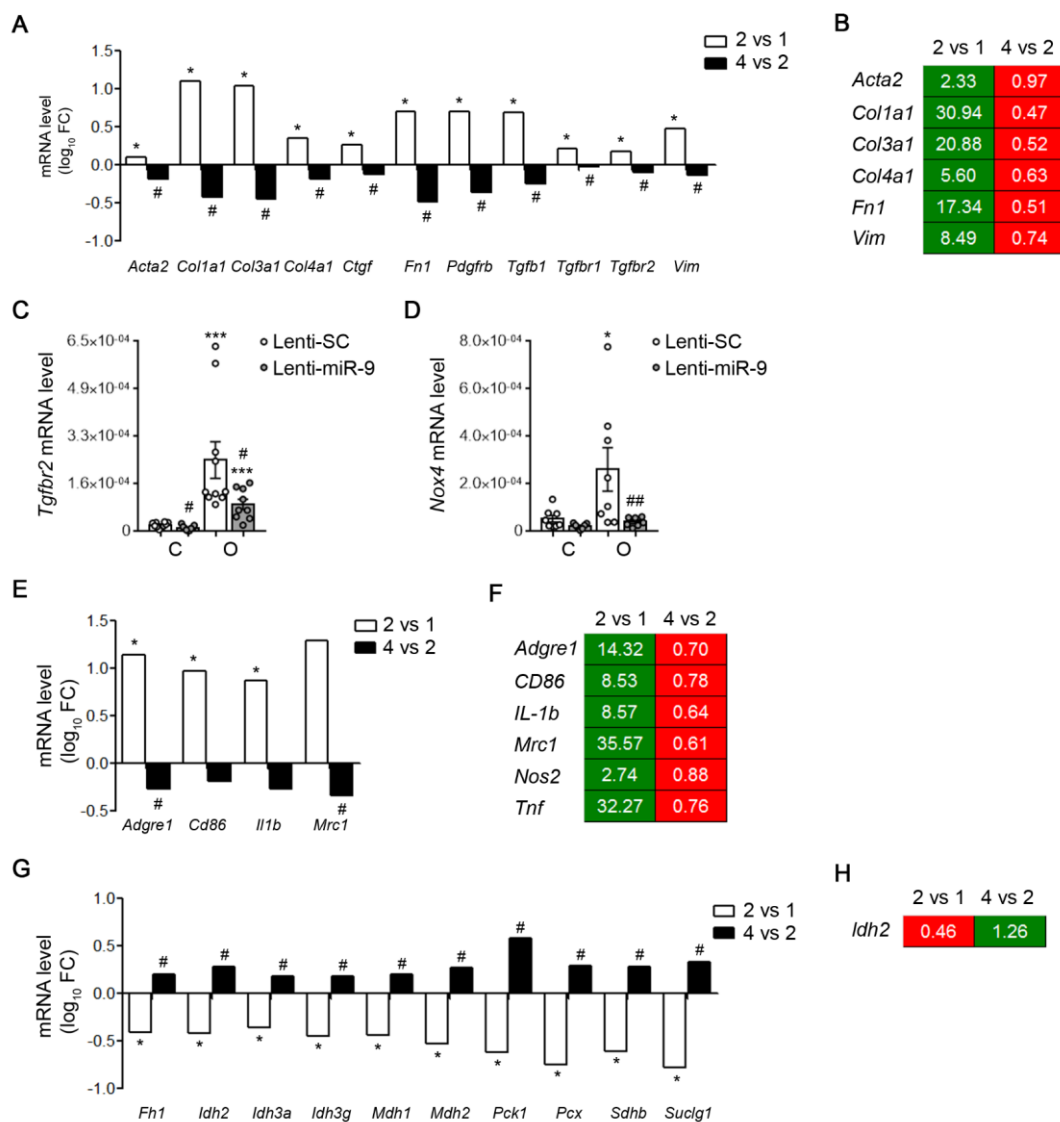 A
mRNA level
(log10 FC)
1.5
1.0
0.5
0.0
-0.5
-1.0
2 vs 1
4 vs 2
* * * * * * * * * * *
# # # # # # # # # # #
Acta2 Col1a1 Col3a1 Col4a1 Ctgf Fn1 Pdgfrb Tgfb1 Tgfbr1 Tgfbr2 Vim
B
2 vs 1 4 vs 2
Acta2 2.33 0.97
Col1a1 30.94 0.47
Col3a1 20.88 0.52
Col4a1 5.60 0.63
Fn1 17.34 0.51
Vim 8.49 0.74
C
Tgfbr2 mRNA level
6.5×10-04
4.9×10-04
3.3×10-04
1.6×10-04
0
Lenti-SC
Lenti-miR-9
***
#
#
***
C O
D
Nox4 mRNA level
8.0×10-04
6.0×10-04
4.0×10-04
2.0×10-04
0
Lenti-SC
Lenti-miR-9
*
##
C O
E
mRNA level
(log10 FC)
1.5
1.0
0.5
0.0
-0.5
2 vs 1
4 vs 2
* * *
# #
Adgre1 Cd86 Il1b Mrc1
F
2 vs 1 4 vs 2
Adgre1 14.32 0.70
CD86 8.53 0.78
IL-1b 8.57 0.64
Mrc1 35.57 0.61
Nos2 2.74 0.88
Tnf 32.27 0.76
G
mRNA level
(log10 FC)
1.0
0.5
0.0
-0.5
-1.0
2 vs 1
4 vs 2
# # # # # # # # # #
* * * * * * * * * *
Fh1 Idh2 Idh3a Idh3g Mdh1 Mdh2 Pck1 Pcx Sdhb Suclg1
H
2 vs 1 4 vs 2
Idh2 0.46 1.26